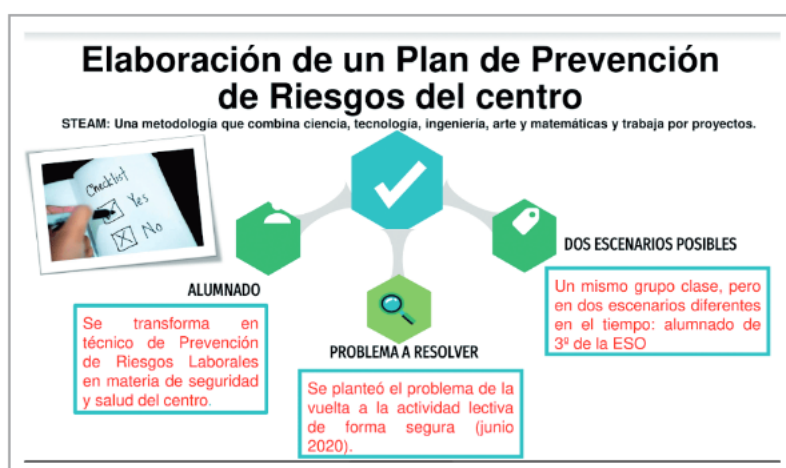 Elaboración de un Plan de Prevención
de Riesgos del centro
STEAM: Una metodología que combina ciencia, tecnología, ingeniería, arte y matemáticas y trabaja por proyectos.
Checklist
Yes
No
ALUMNADO
Se transforma en
técnico de Prevención
de Riesgos Laborales
en materia de seguridad
y salud del centro.
PROBLEMA A RESOLVER
Se planteó el problema de la
vuelta a la actividad lectiva
de forma segura (junio
2020).
DOS ESCENARIOS POSIBLES
Un mismo grupo clase, pero
en dos escenarios diferentes
en el tiempo: alumnado de
3º de la ESO